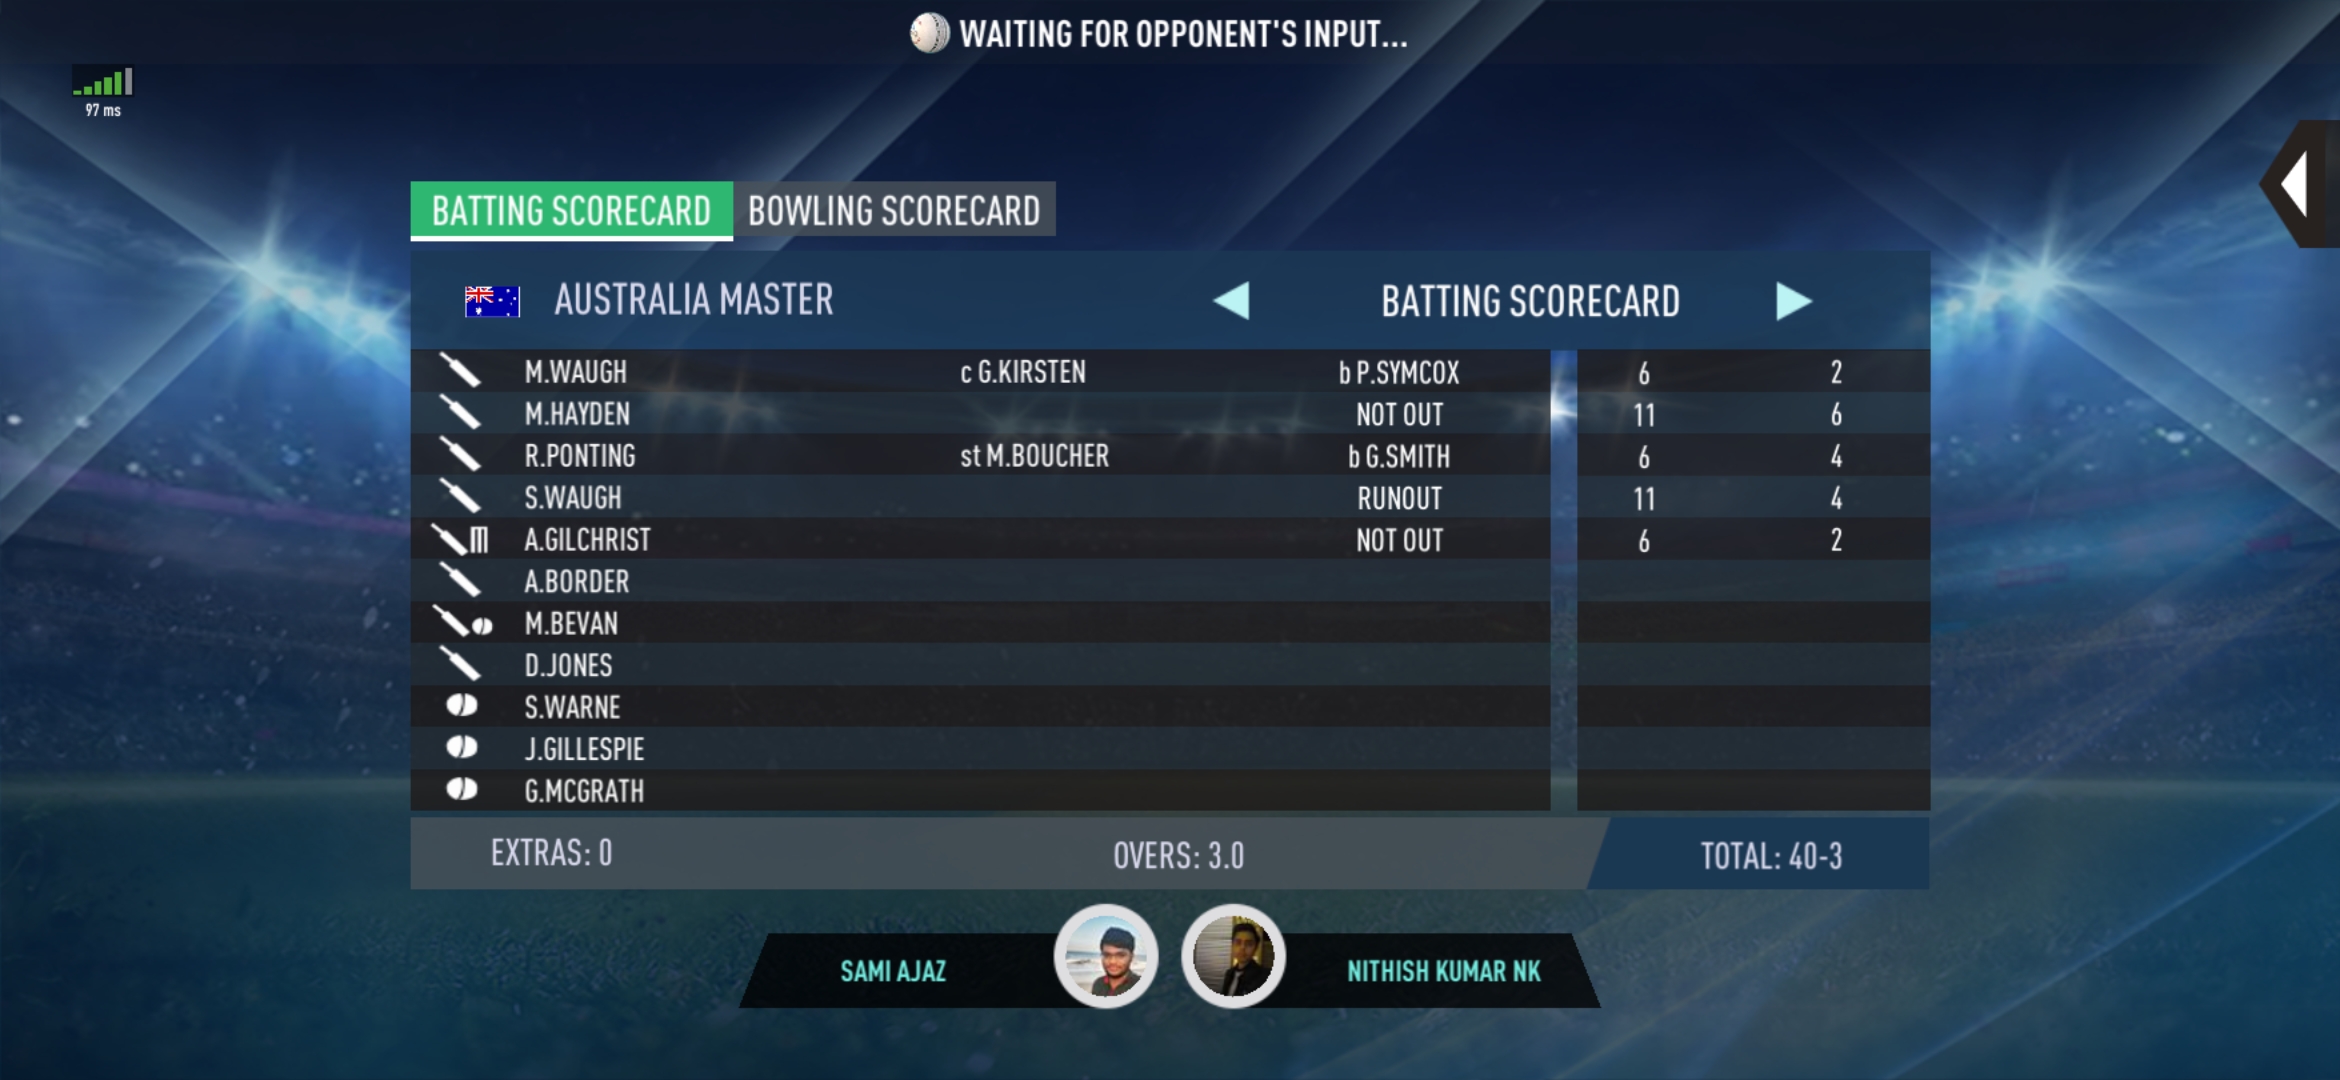 WAITING FOR OPPONENT'S INPUT...
97 ms
BATTING SCORECARD BOWLING SCORECARD
AUSTRALIA MASTER BATTING SCORECARD
M.WAUGH c G.KIRSTEN b P.SYMCOX 6 2
M.HAYDEN NOT OUT 11 6
R.PONTING st M.BOUCHER b G.SMITH 6 4
S.WAUGH RUNOUT 11 4
A.GILCHRIST NOT OUT 6 2
A.BORDER
M.BEVAN
D.JONES
S.WARNE
J.GILLESPIE
G.MCGRATH
EXTRAS: 0 OVERS: 3.0 TOTAL: 40-3
SAMI AJAZ NITHISH KUMAR NK